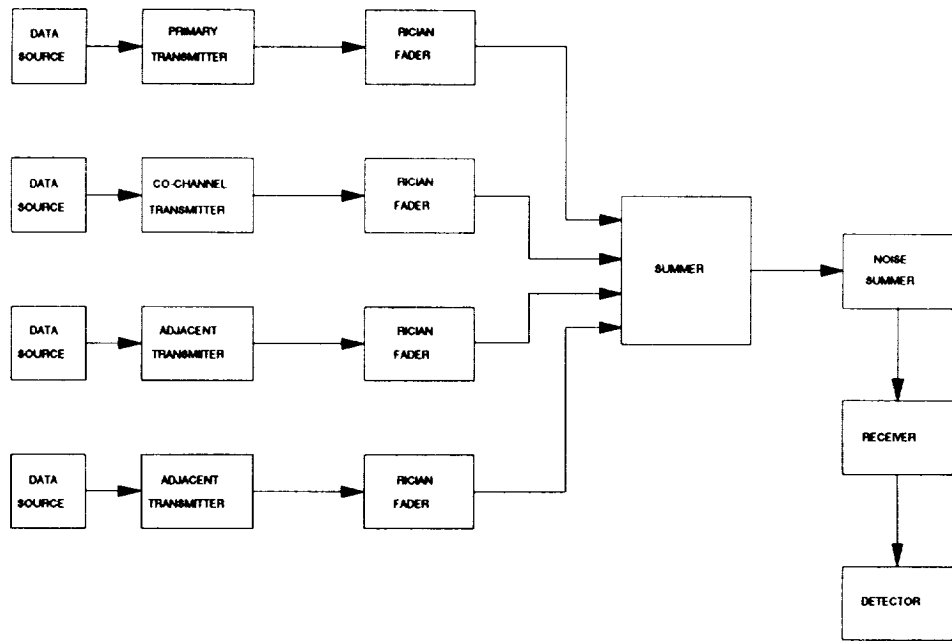 DATA
SOURCE
PRIMARY
TRANSMITTER
RICIAN
FADER
DATA
SOURCE
CO-CHANNEL
TRANSMITTER
RICIAN
FADER
SUMMER
NOISE
SUMMER
DATA
SOURCE
ADJACENT
TRANSMITER
RICIAN
FADER
RECEIVER
DATA
SOURCE
ADJACENT
TRANSMITTER
RICIAN
FADER
DETECTOR